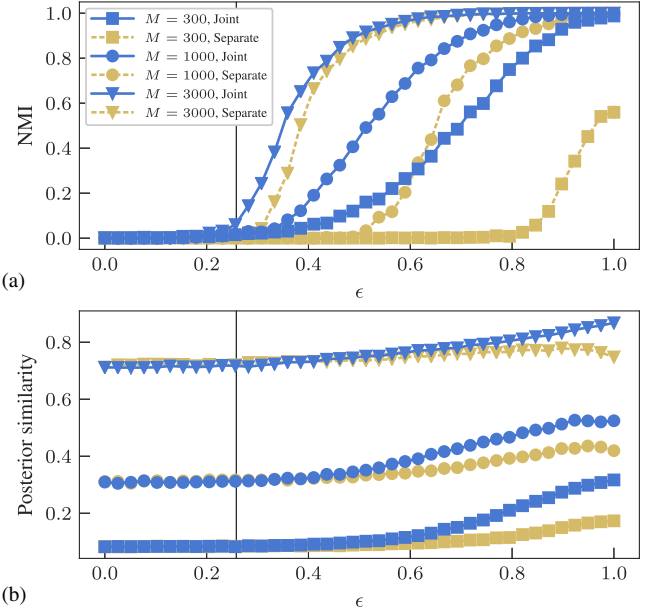 1.0
0.8
0.6
0.4
0.2
0.0
NMI
M = 300, Joint
M = 300, Separate
M = 1000, Joint
M = 1000, Separate
M = 3000, Joint
M = 3000, Separate
0.0 0.2 0.4 0.6 0.8 1.0
ϵ
(a)
0.8
0.6
0.4
0.2
Posterior similarity
0.0 0.2 0.4 0.6 0.8 1.0
ϵ
(b)